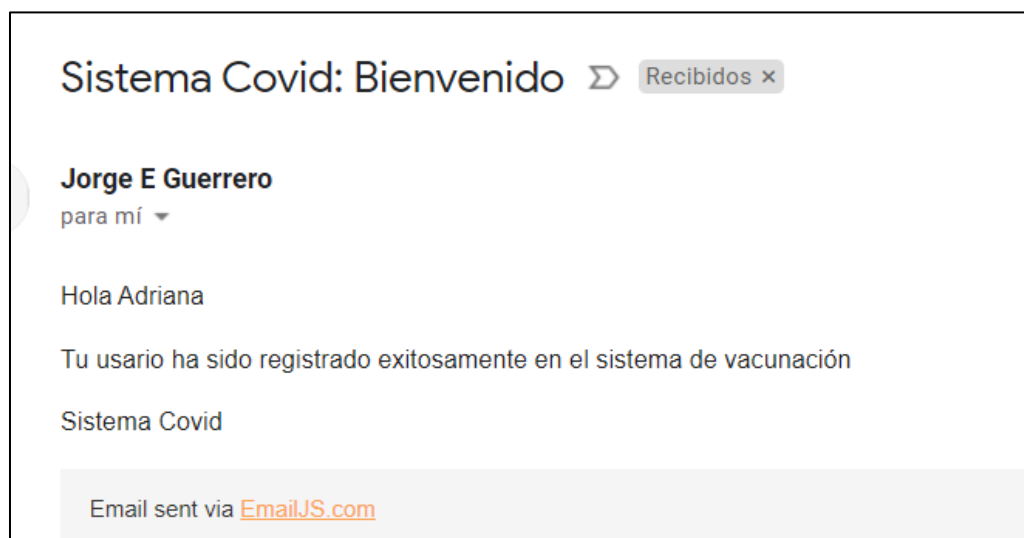 Sistema Covid: Bienvenido Recibidos ×
Jorge E Guerrero
para mí
Hola Adriana
Tu usario ha sido registrado exitosamente en el sistema de vacunación
Sistema Covid
Email sent via EmailJS.com